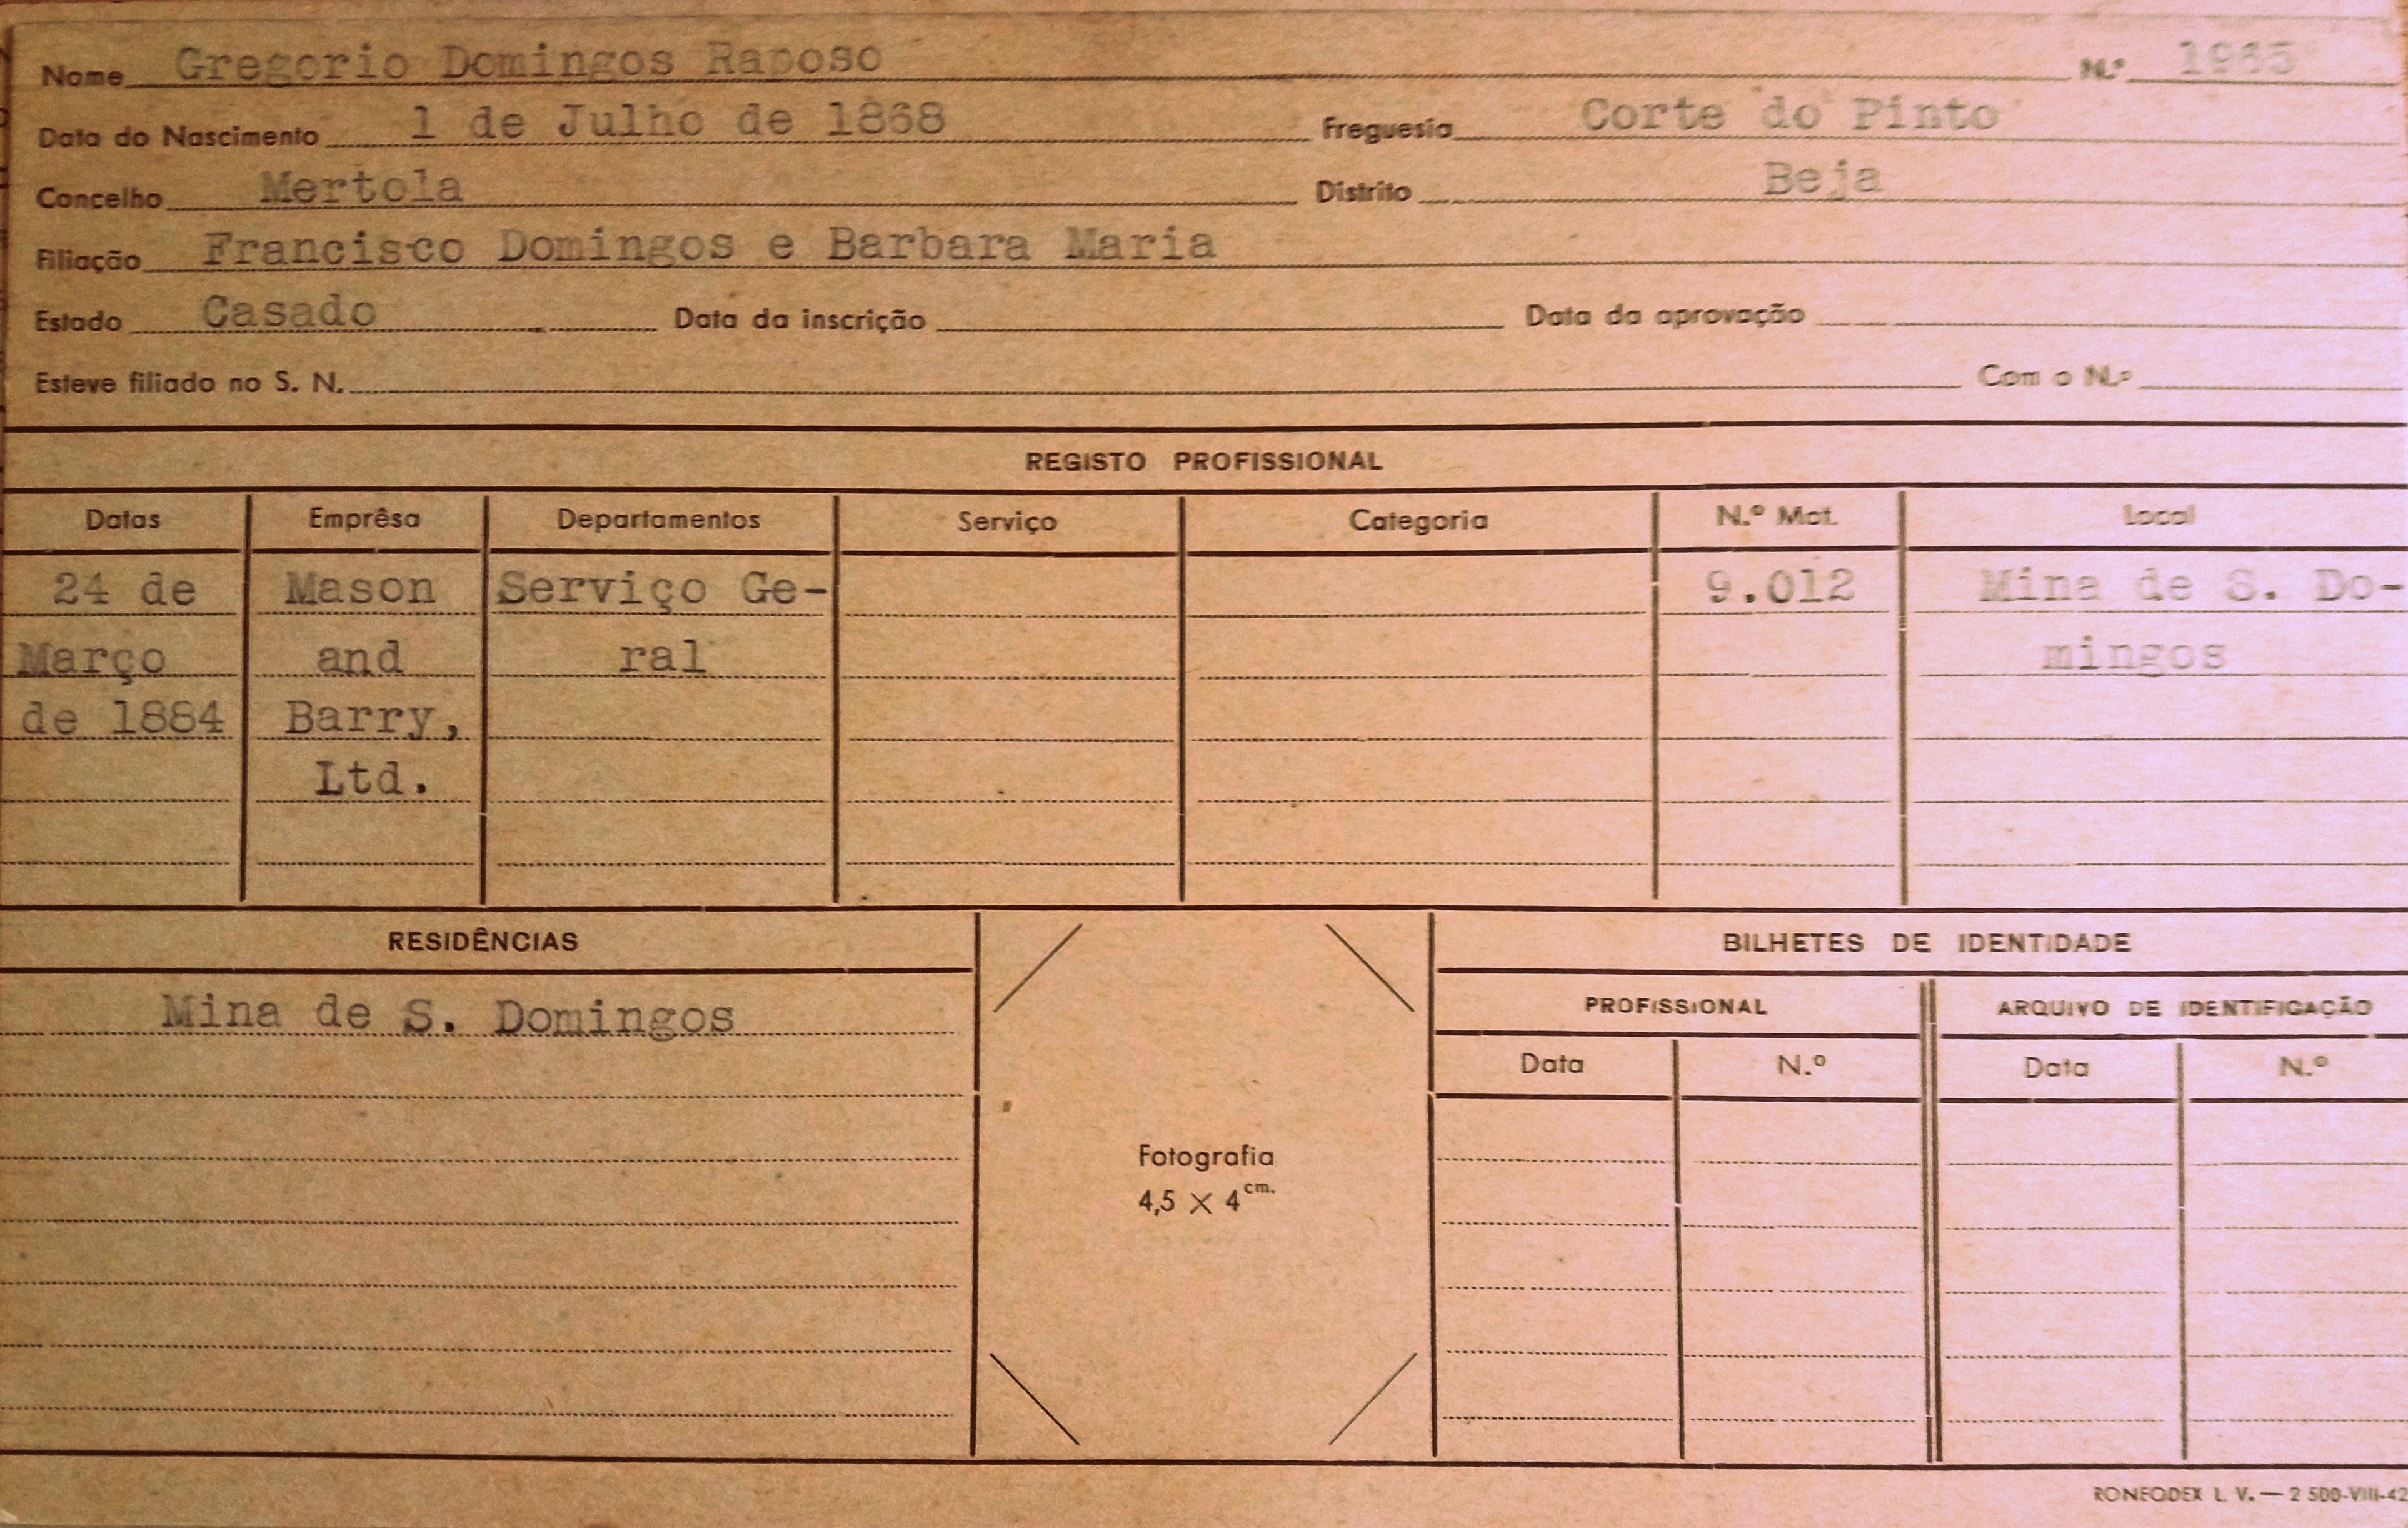 Nome Gregorio Domingos Raposo N.º 1965
Data do Nascimento 1 de Julho de 1868 Freguesia Corte do Pinto
Concelho Mertola Distrito Beja
Filiação Francisco Domingos e Barbara Maria
Estado Casado Data da inscrição Data da aprovação
Esteve filiado no S. N. Com o N.º
REGISTO PROFISSIONAL
Datas Emprêsa Departamentos Serviço Categoria N.º Mat. Local
24 de Mason Serviço Ge- 9.012 Mina de S. Do-
Março and ral mingos
de 1884 Barry,
Ltd.
RESIDÊNCIAS BILHETES DE IDENTIDADE
Mina de S. Domingos PROFISSIONAL ARQUIVO DE IDENTIFICAÇÃO
Data N.º Data N.º
Fotografia
4,5 × 4 cm.
RONEODEX L. V. — 2 500-VIII-42